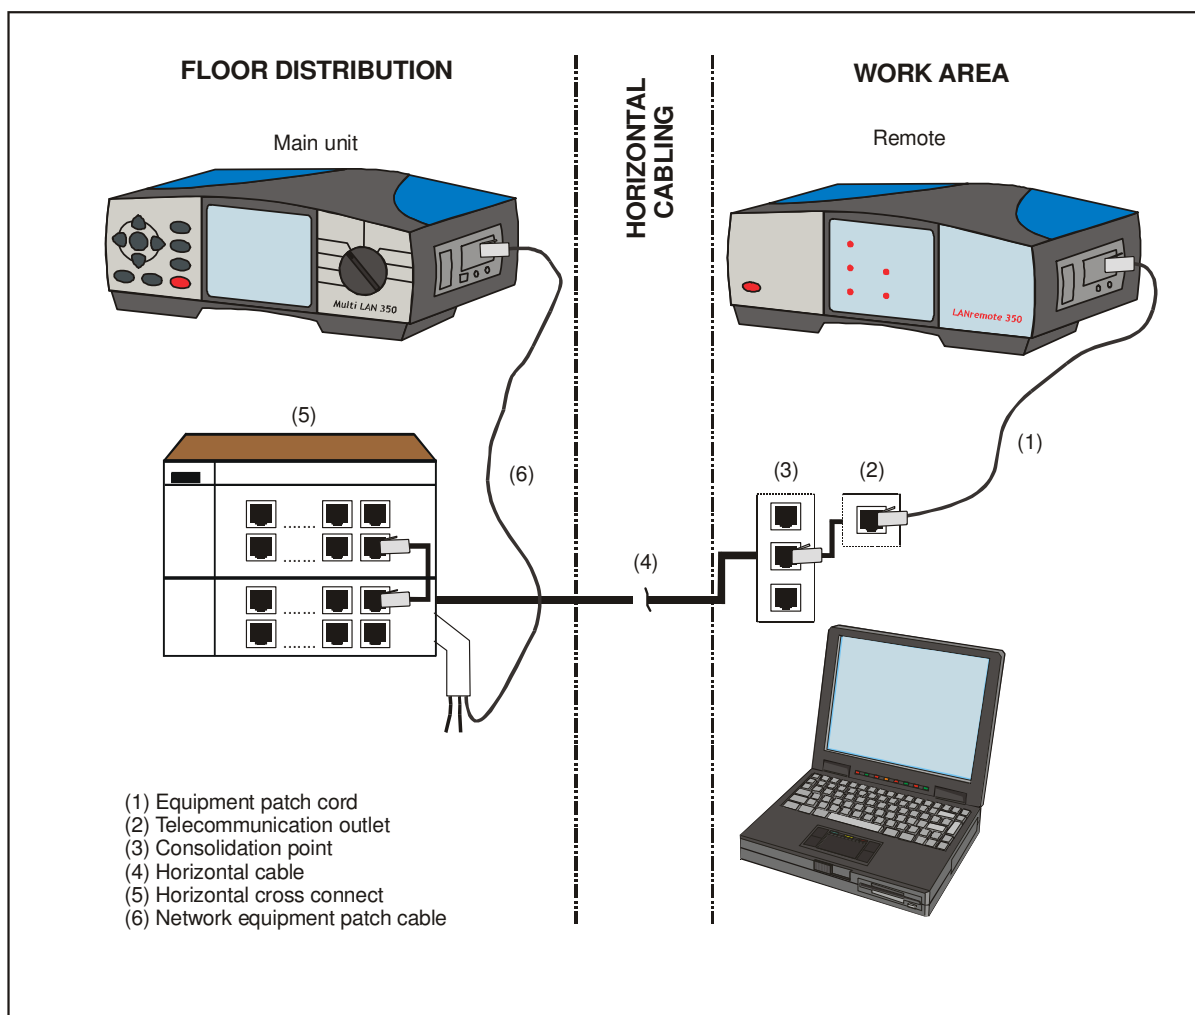 FLOOR DISTRIBUTION
WORK AREA
HORIZONTAL
CABLING
Main unit
Remote
Multi LAN 350
LANremote 350
(5)
(6)
(1)
(3)
(2)
(4)
.......
.......
.......
.......
(1) Equipment patch cord
(2) Telecommunication outlet
(3) Consolidation point
(4) Horizontal cable
(5) Horizontal cross connect
(6) Network equipment patch cable